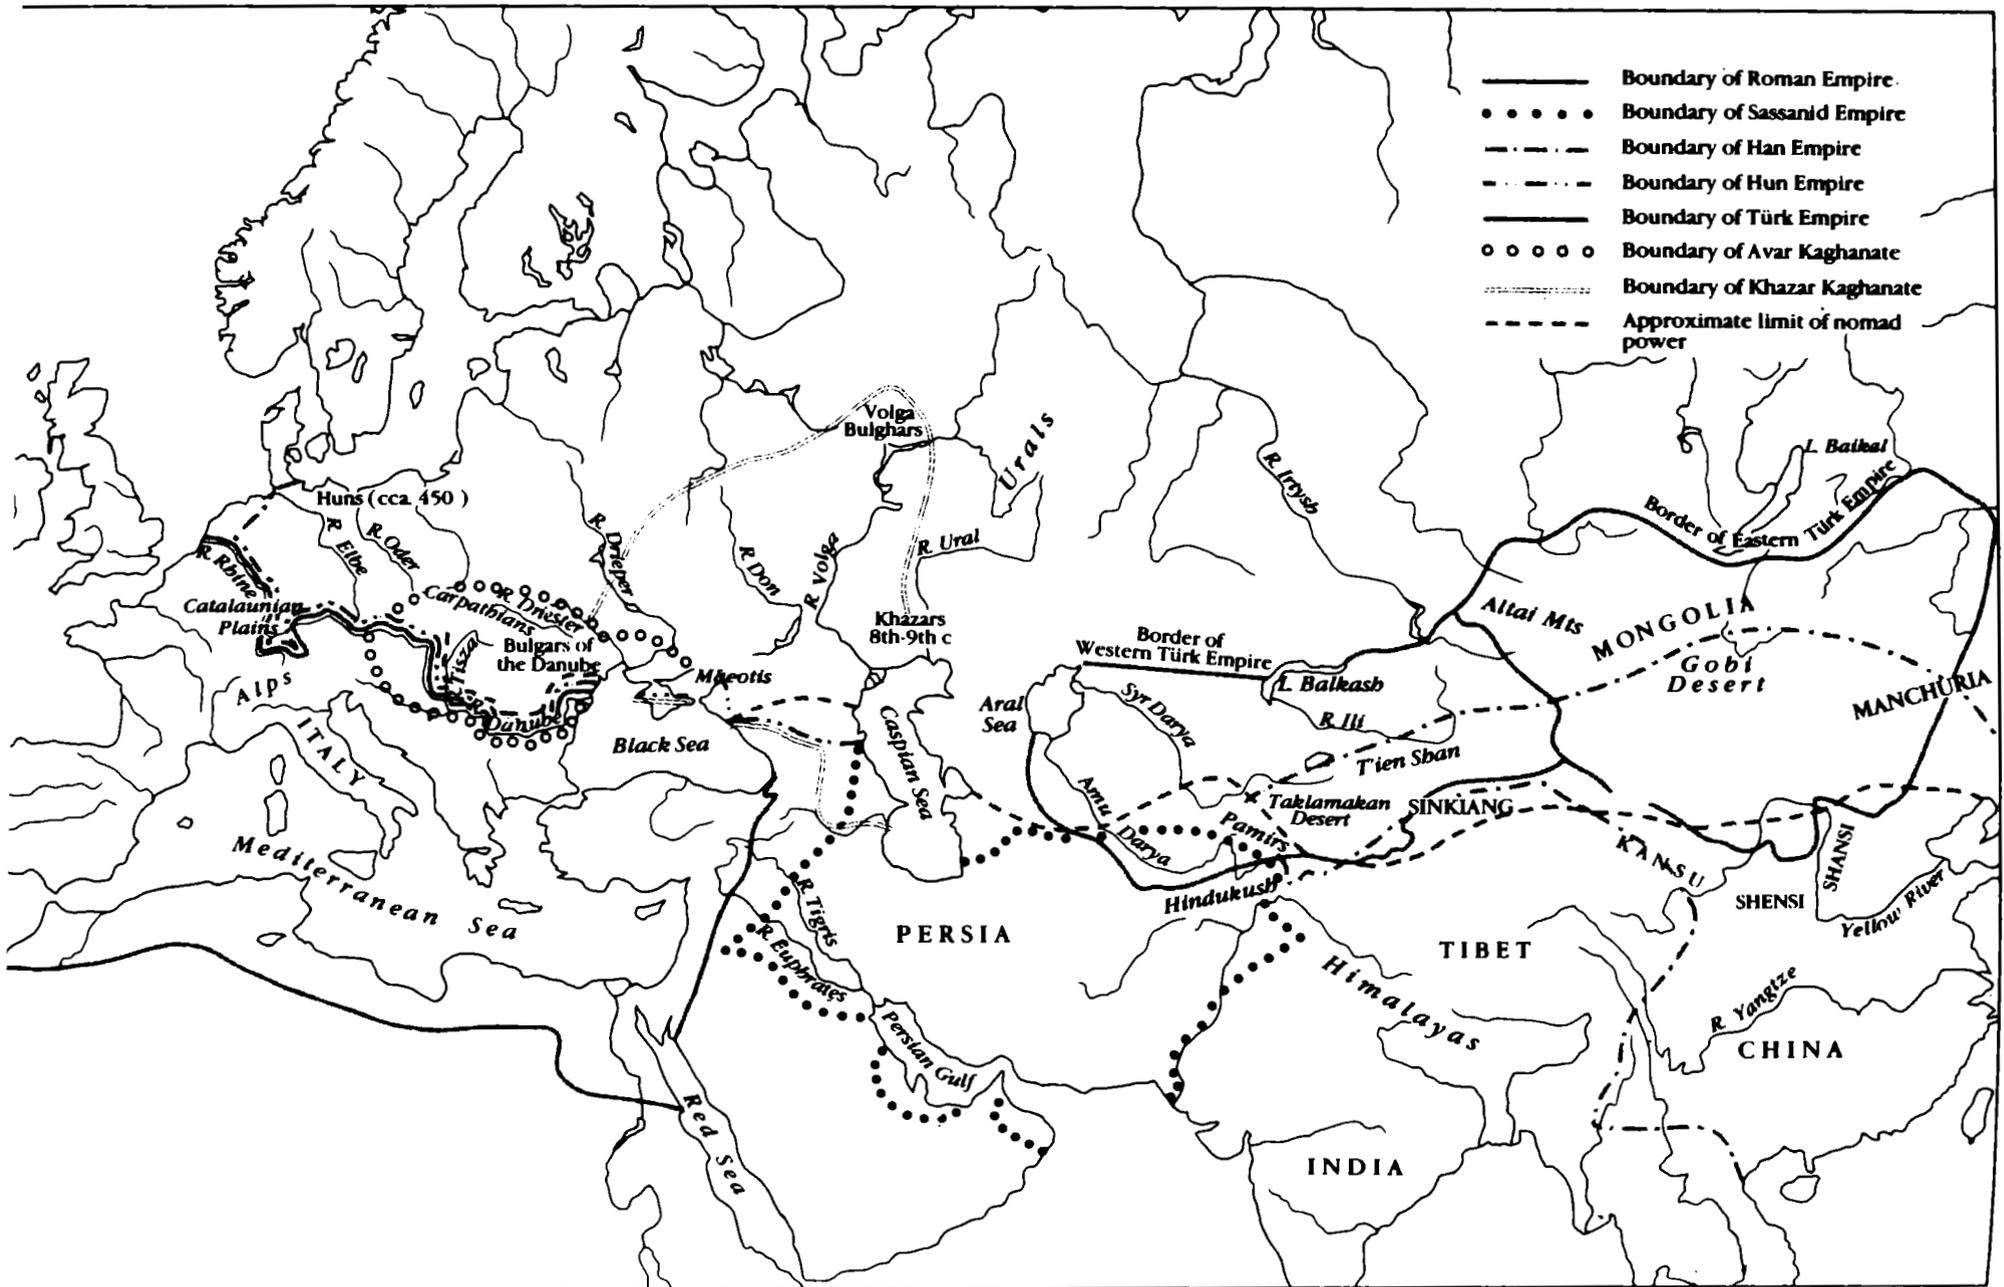 Boundary of Roman Empire
Boundary of Sassanid Empire
Boundary of Han Empire
Boundary of Hun Empire
Boundary of Türk Empire
Boundary of Avar Kaghanate
Boundary of Khazar Kaghanate
Approximate limit of nomad
power
Volga
Bulghars
Urals
R. Irtysh
L. Baikal
Border of Eastern Türk Empire
Huns (cca. 450 )
R. Elbe
R. Oder
R. Rhine
R. Drieper
R. Don
R. Volga
R. Ural
Catalaunian
Plains
Carpathians
R. Driester
Bulgars of
the Danube
R. Tisza
R. Danube
Khazars
8th-9th c
Maeotis
Alps
ITALY
Black Sea
Caspian Sea
Aral
Sea
Border of
Western Türk Empire
L. Balkash
R. Ili
Syr Darya
Amu Darya
Altai Mts
MONGOLIA
Gobi
Desert
MANCHURIA
T'ien Shan
Taklamakan
Desert
SINKIANG
Pamirs
Hindukush
KANSU
SHENSI
SHANSI
Yellow River
Mediterranean Sea
R. Tigris
R. Euphrates
PERSIA
Persian Gulf
Red Sea
TIBET
Himalayas
R. Yangtze
CHINA
INDIA